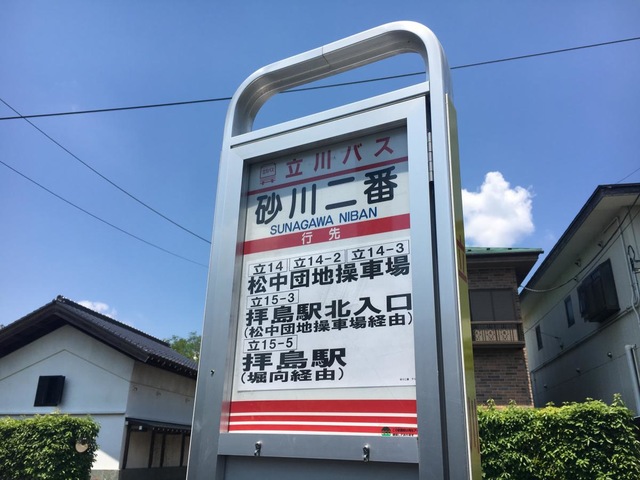 立川バス
砂川二番
SUNAGAWA NIBAN
行先
立14 立14-2 立14-3
松中団地操車場
立15-3
拝島駅北入口
(松中団地操車場経由)
立15-5
拝島駅
(堀向経由)